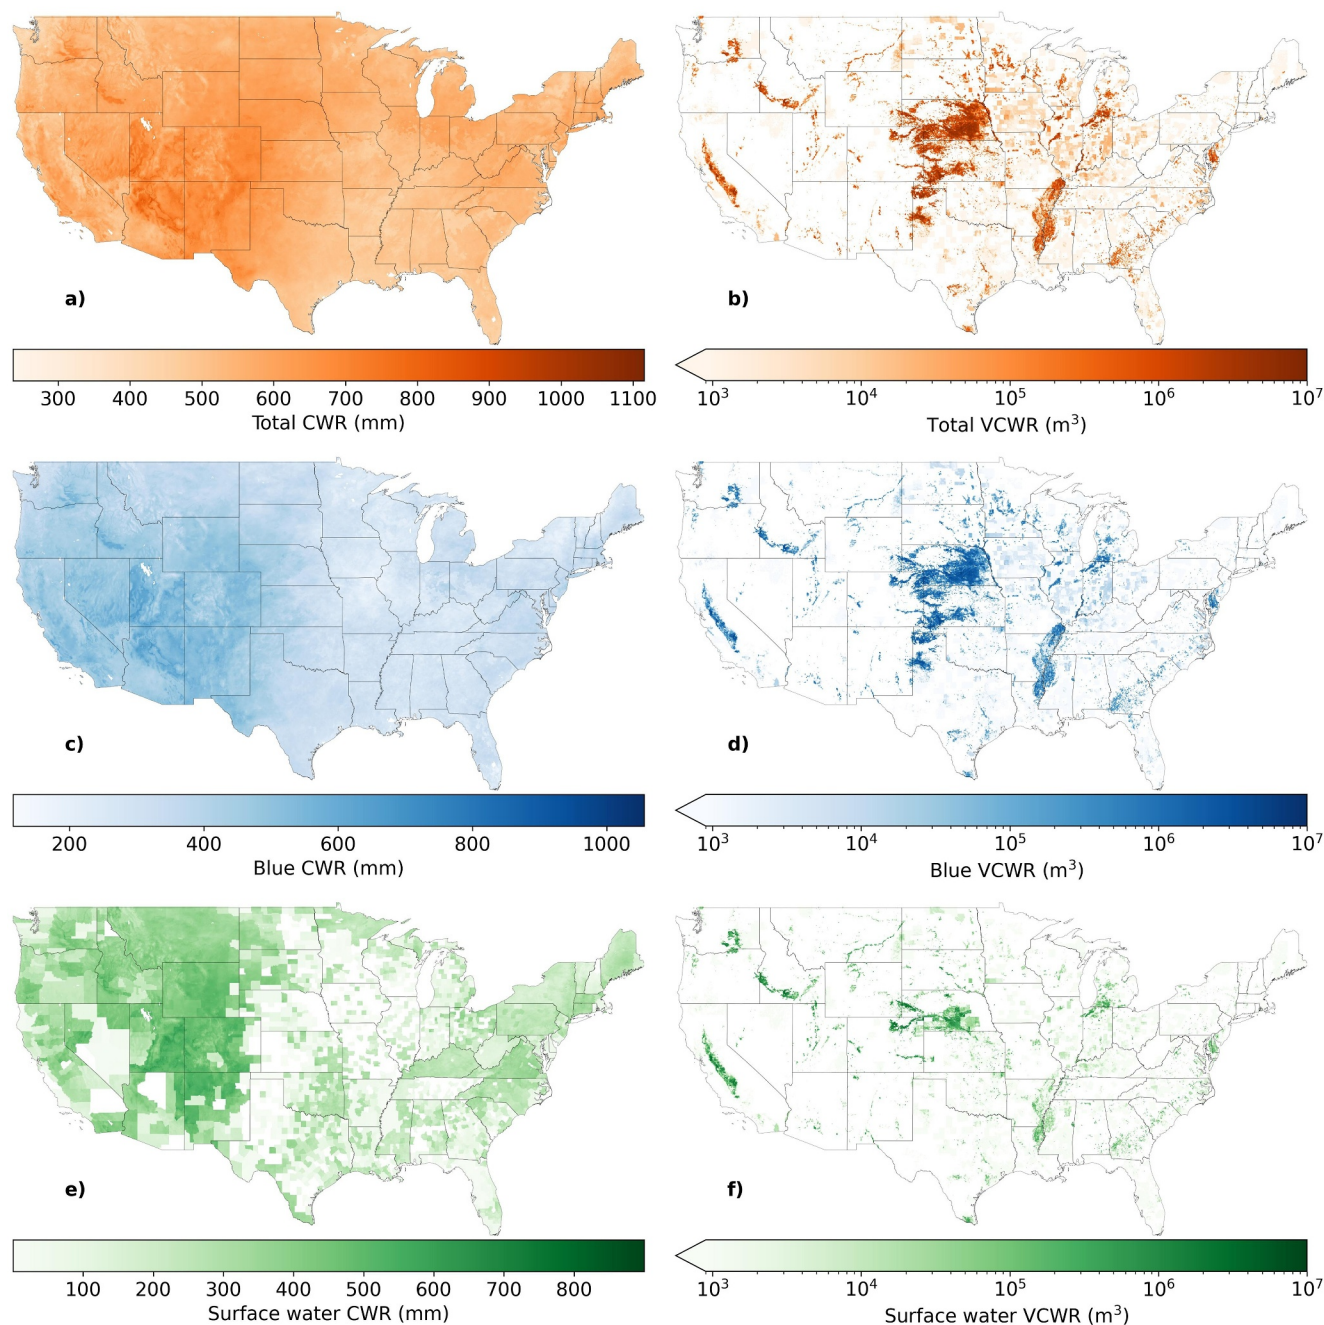 a)
b)
300 400 500 600 700 800 900 1000 1100
10³ 10⁴ 10⁵ 10⁶ 10⁷
Total CWR (mm)
Total VCWR (m³)
c)
d)
200 400 600 800 1000
10³ 10⁴ 10⁵ 10⁶ 10⁷
Blue CWR (mm)
Blue VCWR (m³)
e)
f)
100 200 300 400 500 600 700 800
10³ 10⁴ 10⁵ 10⁶ 10⁷
Surface water CWR (mm)
Surface water VCWR (m³)